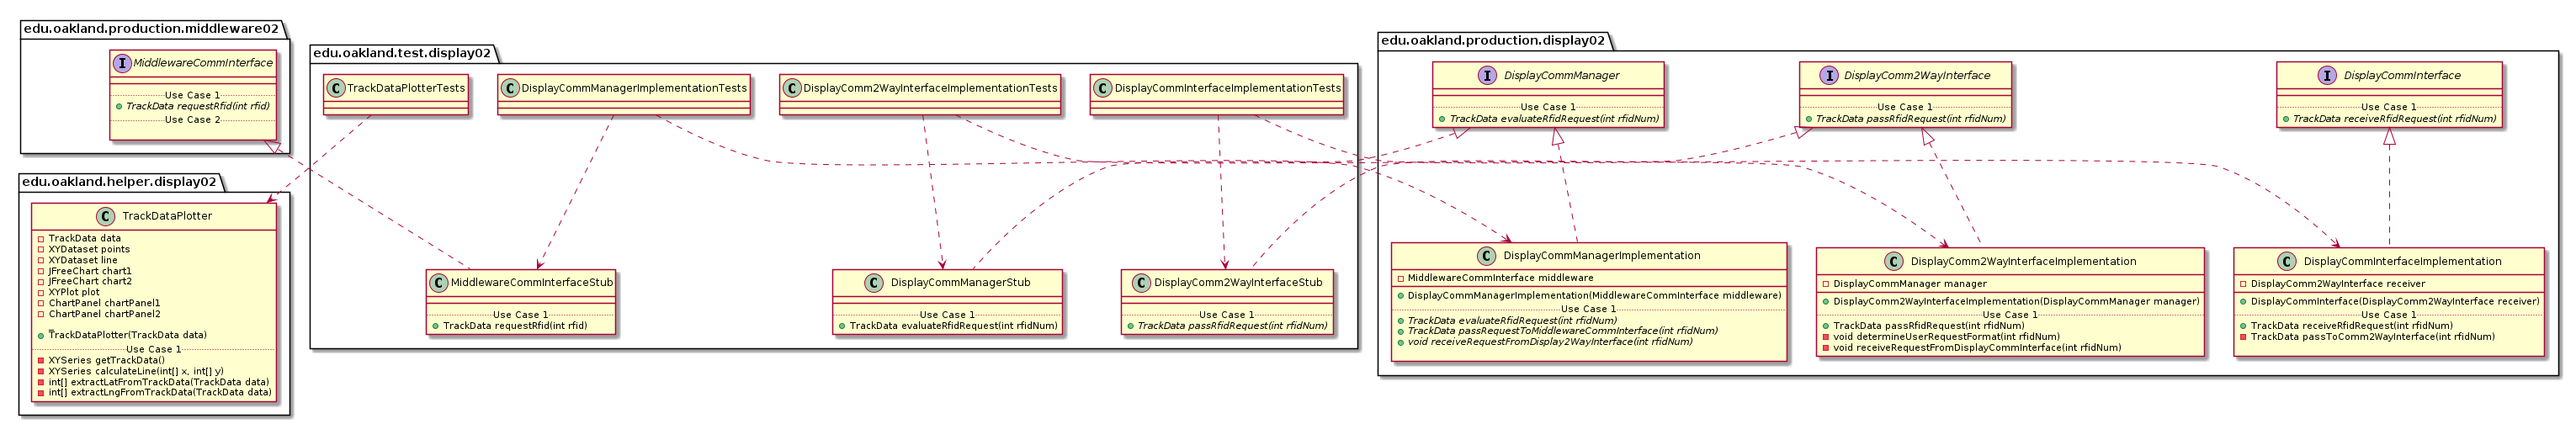 edu.oakland.production.middleware02
I MiddlewareCommInterface
Use Case 1
TrackData requestRfid(int rfid)
Use Case 2
edu.oakland.helper.display02
C TrackDataPlotter
TrackData data
XYDataset points
XYDataset line
JFreeChart chart1
JFreeChart chart2
XYPlot plot
ChartPanel chartPanel1
ChartPanel chartPanel2
TrackDataPlotter(TrackData data)
Use Case 1
XYSeries getTrackData()
XYSeries calculateLine(int[] x, int[] y)
int[] extractLatFromTrackData(TrackData data)
int[] extractLngFromTrackData(TrackData data)
edu.oakland.test.display02
C TrackDataPlotterTests
C DisplayCommManagerImplementationTests
C DisplayComm2WayInterfaceImplementationTests
C DisplayCommInterfaceImplementationTests
C MiddlewareCommInterfaceStub
Use Case 1
TrackData requestRfid(int rfid)
C DisplayCommManagerStub
Use Case 1
TrackData evaluateRfidRequest(int rfidNum)
C DisplayComm2WayInterfaceStub
Use Case 1
TrackData passRfidRequest(int rfidNum)
edu.oakland.production.display02
I DisplayCommManager
Use Case 1
TrackData evaluateRfidRequest(int rfidNum)
I DisplayComm2WayInterface
Use Case 1
TrackData passRfidRequest(int rfidNum)
I DisplayCommInterface
Use Case 1
TrackData receiveRfidRequest(int rfidNum)
C DisplayCommManagerImplementation
MiddlewareCommInterface middleware
DisplayCommManagerImplementation(MiddlewareCommInterface middleware)
Use Case 1
TrackData evaluateRfidRequest(int rfidNum)
TrackData passRequestToMiddlewareCommInterface(int rfidNum)
void receiveRequestFromDisplay2WayInterface(int rfidNum)
C DisplayComm2WayInterfaceImplementation
DisplayCommManager manager
DisplayComm2WayInterfaceImplementation(DisplayCommManager manager)
Use Case 1
TrackData passRfidRequest(int rfidNum)
void determineUserRequestFormat(int rfidNum)
void receiveRequestFromDisplayCommInterface(int rfidNum)
C DisplayCommInterfaceImplementation
DisplayComm2WayInterface receiver
DisplayCommInterface(DisplayComm2WayInterface receiver)
Use Case 1
TrackData receiveRfidRequest(int rfidNum)
TrackData passToComm2WayInterface(int rfidNum)